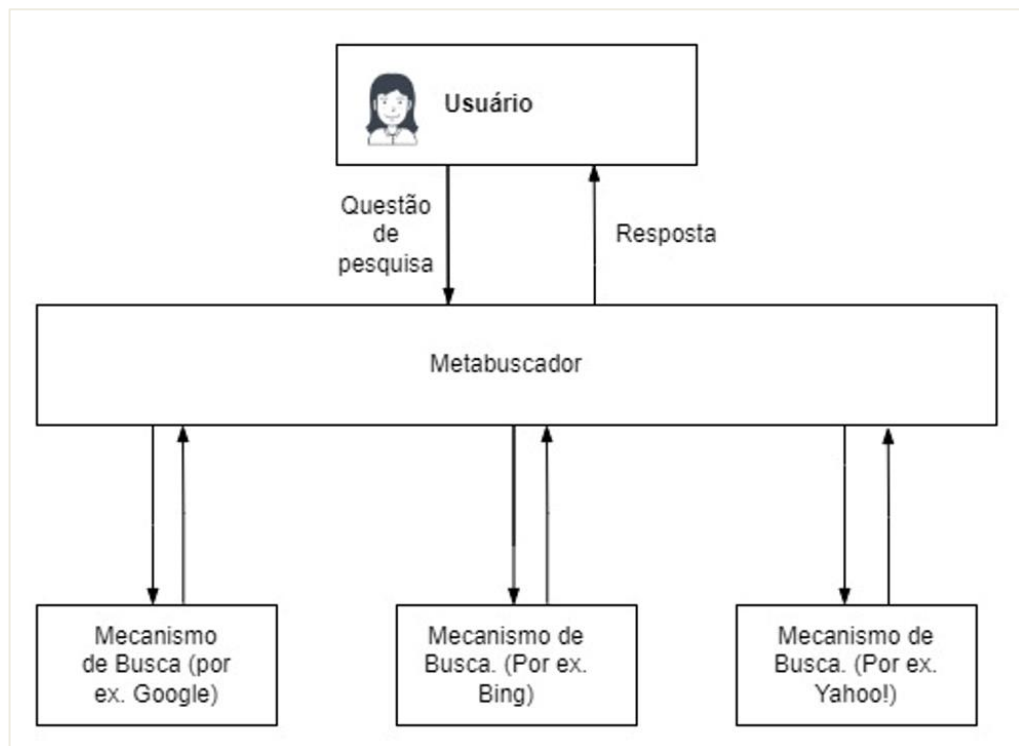 Usuário
Questão
de
pesquisa
Resposta
Metabuscador
Mecanismo
de Busca (por
ex. Google)
Mecanismo de
Busca. (Por ex.
Bing)
Mecanismo de
Busca. (Por ex.
Yahoo!)